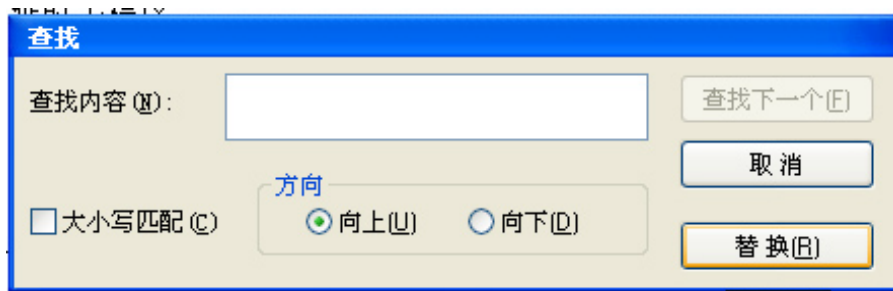 查找
查找内容(N):
查找下一个(F)
取消
方向
大小写匹配(C)
向上(U)
向下(D)
替换(R)